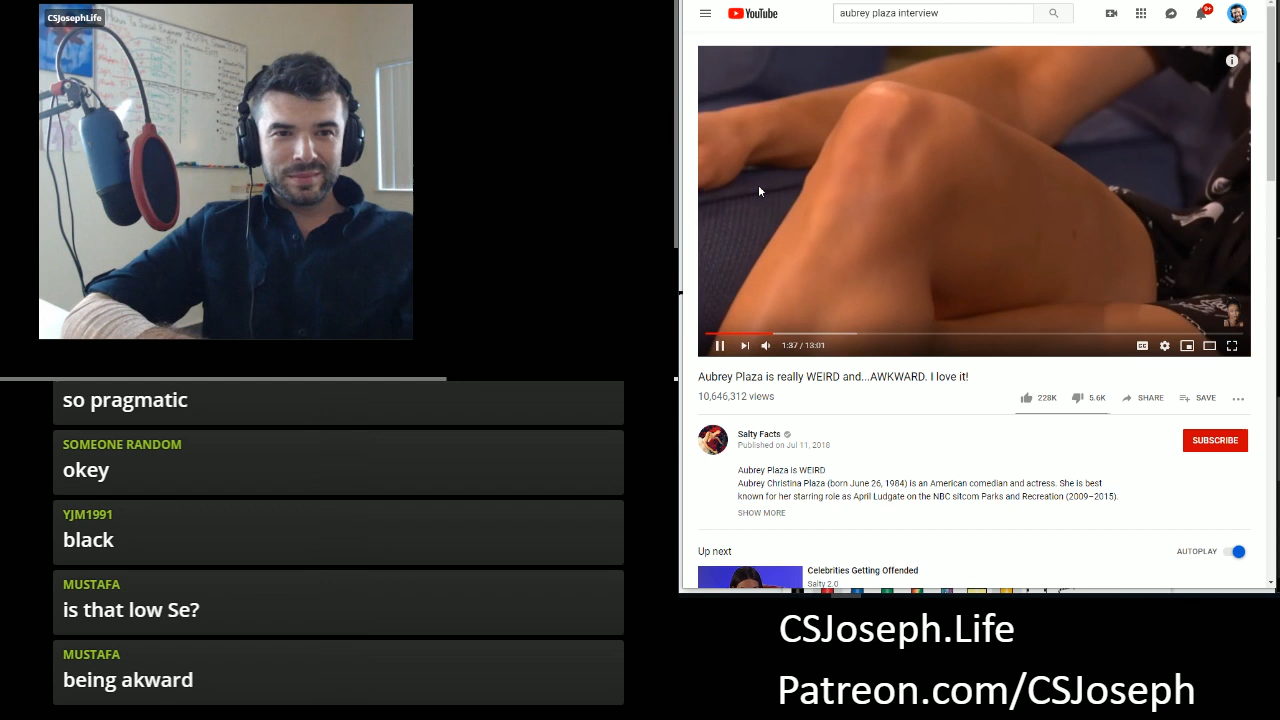 CSJosephLife
YouTube
aubrey plaza interview
9+
1:37 / 13:01
CC
Aubrey Plaza is really WEIRD and...AWKWARD. I love it!
10,646,312 views
228K
5.6K
SHARE
SAVE
Salty Facts
Published on Jul 11, 2018
SUBSCRIBE
Aubrey Plaza is WEIRD
Aubrey Christina Plaza (born June 26, 1984) is an American comedian and actress. She is best
known for her starring role as April Ludgate on the NBC sitcom Parks and Recreation (2009–2015).
SHOW MORE
Up next
AUTOPLAY
Celebrities Getting Offended
Salty 2.0
so pragmatic
SOMEONE RANDOM
okey
YJM1991
black
MUSTAFA
is that low Se?
MUSTAFA
being akward
CSJoseph.Life
Patreon.com/CSJoseph